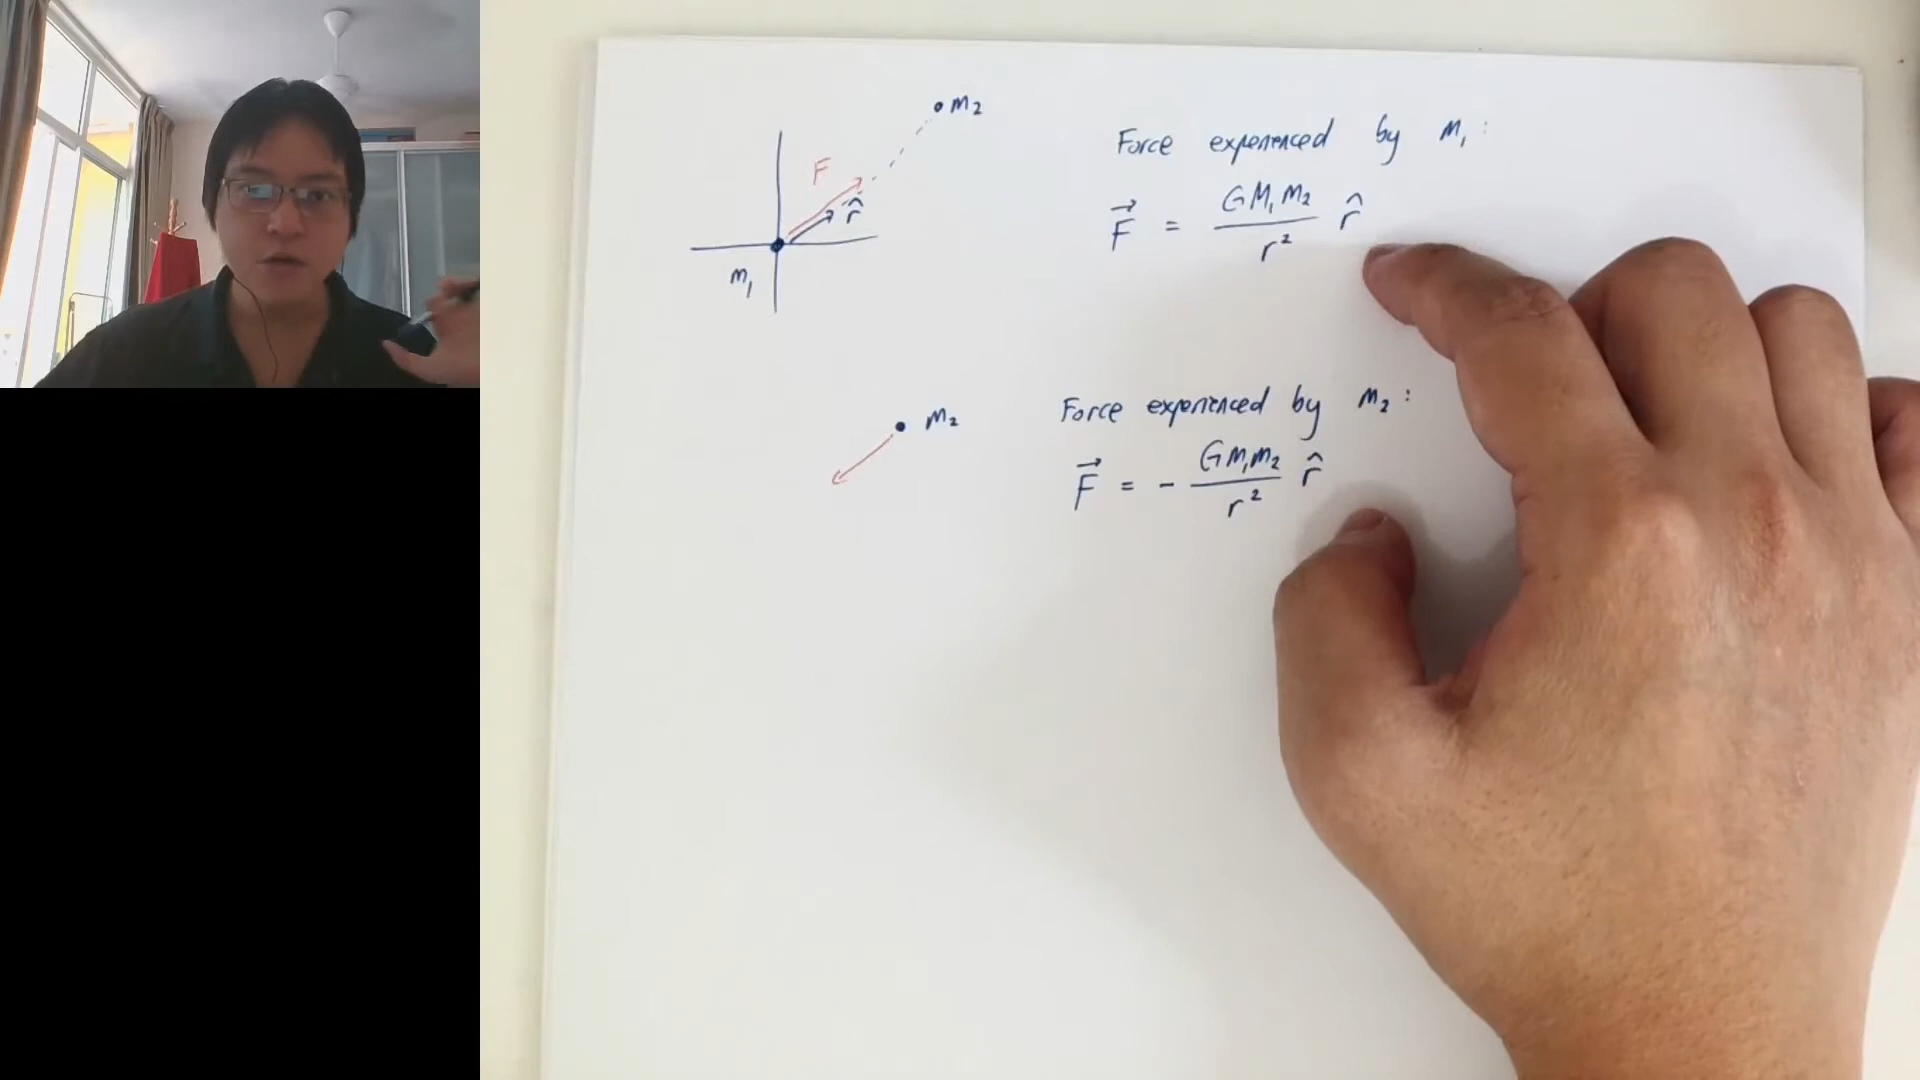 m₂
F
r̂
m₁
Force experienced by m₁:
F⃗ = GM₁m₂ / r² r̂
m₂
Force experienced by m₂:
F⃗ = - Gm₁m₂ / r² r̂